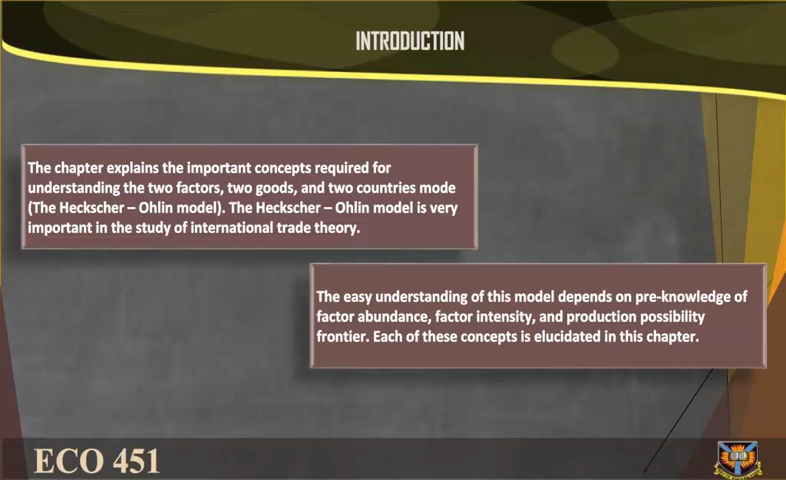 INTRODUCTION
The chapter explains the important concepts required for
understanding the two factors, two goods, and two countries mode
(The Heckscher – Ohlin model). The Heckscher – Ohlin model is very
important in the study of international trade theory.
The easy understanding of this model depends on pre-knowledge of
factor abundance, factor intensity, and production possibility
frontier. Each of these concepts is elucidated in this chapter.
ECO 451